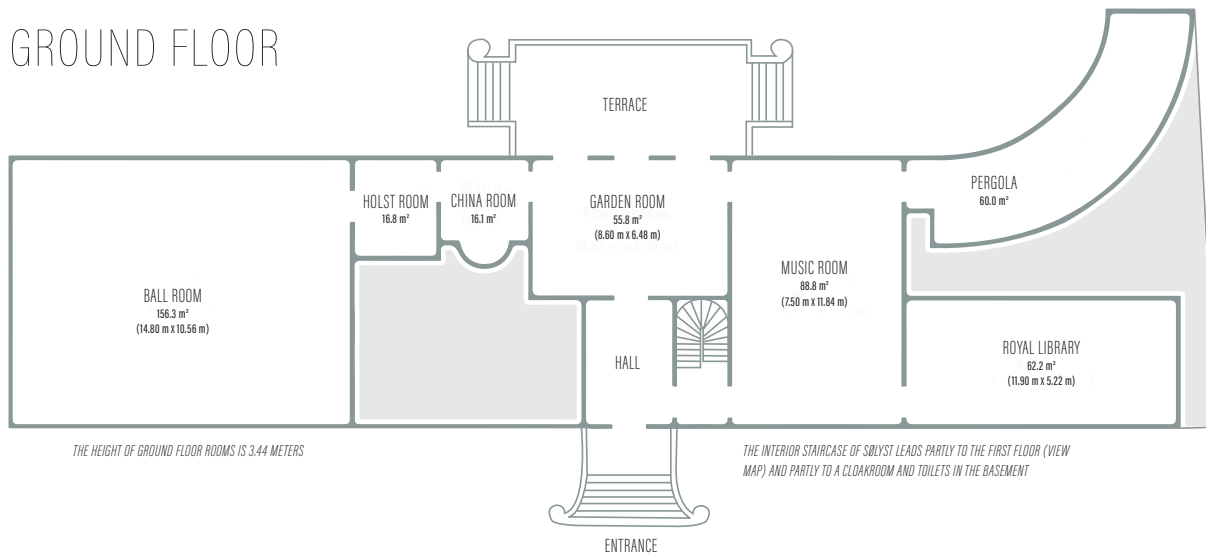 GROUND FLOOR
TERRACE
HOLST ROOM
16.8 m²
CHINA ROOM
16.1 m²
GARDEN ROOM
55.8 m²
(8.60 m x 6.48 m)
PERGOLA
60.0 m²
BALL ROOM
156.3 m²
(14.80 m x 10.56 m)
MUSIC ROOM
88.8 m²
(7.50 m x 11.84 m)
HALL
ROYAL LIBRARY
62.2 m²
(11.90 m x 5.22 m)
THE HEIGHT OF GROUND FLOOR ROOMS IS 3.44 METERS
THE INTERIOR STAIRCASE OF SØLYST LEADS PARTLY TO THE FIRST FLOOR (VIEW
MAP) AND PARTLY TO A CLOAKROOM AND TOILETS IN THE BASEMENT
ENTRANCE